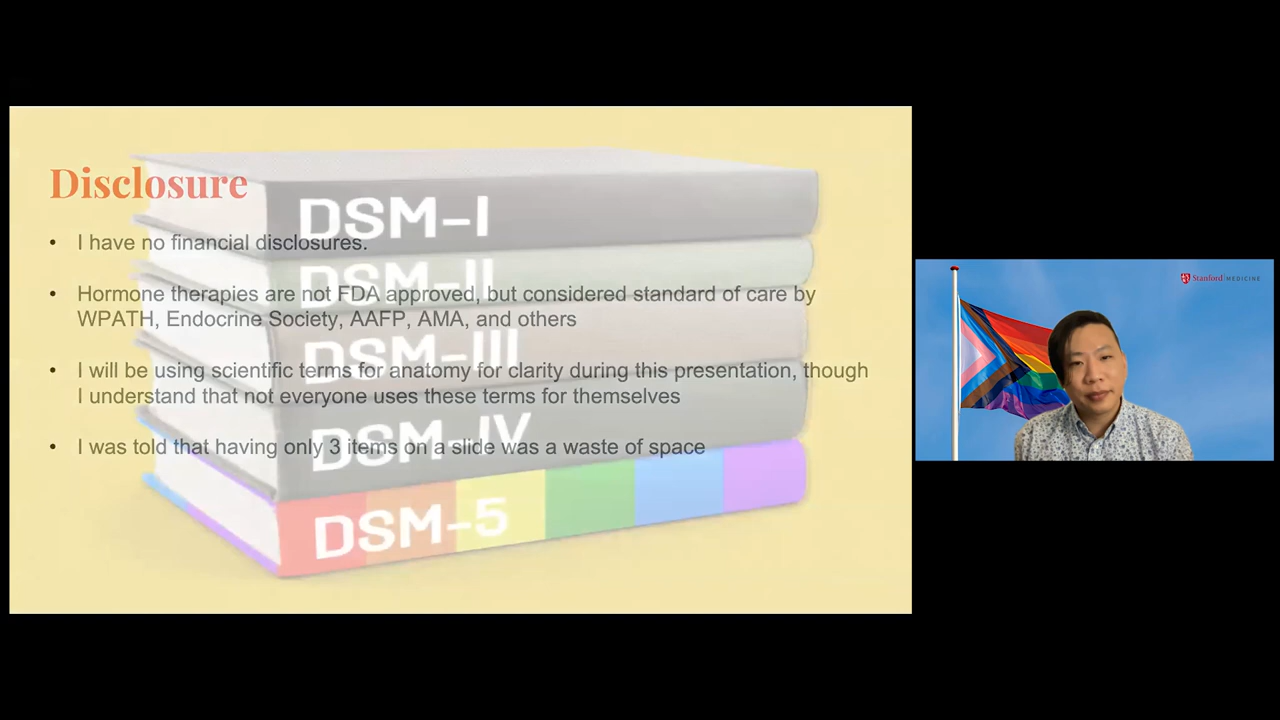 Disclosure
• I have no financial disclosures.
• Hormone therapies are not FDA approved, but considered standard of care by
WPATH, Endocrine Society, AAFP, AMA, and others
• I will be using scientific terms for anatomy for clarity during this presentation, though
I understand that not everyone uses these terms for themselves
• I was told that having only 3 items on a slide was a waste of space
DSM-I
DSM-II
DSM-III
DSM-IV
DSM-5
Stanford MEDICINE